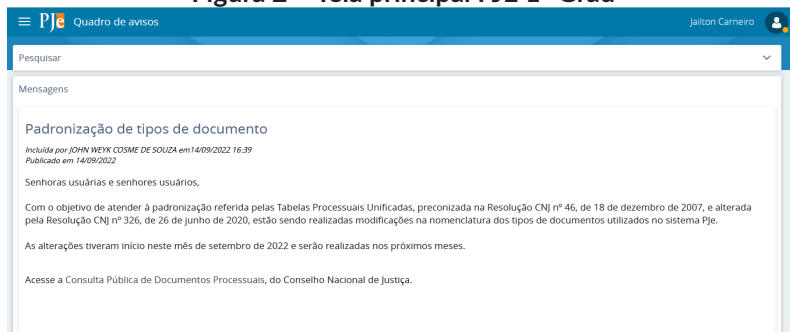 Figura 2 – Tela principal PJE 1º Grau
PJe Quadro de avisos
Jailton Carneiro
Pesquisar
Mensagens
Padronização de tipos de documento
Incluída por JOHN WEYK COSME DE SOUZA em14/09/2022 16:39
Publicado em 14/09/2022
Senhoras usuárias e senhores usuários,
Com o objetivo de atender à padronização referida pelas Tabelas Processuais Unificadas, preconizada na Resolução CNJ nº 46, de 18 de dezembro de 2007, e alterada
pela Resolução CNJ nº 326, de 26 de junho de 2020, estão sendo realizadas modificações na nomenclatura dos tipos de documentos utilizados no sistema PJe.
As alterações tiveram início neste mês de setembro de 2022 e serão realizadas nos próximos meses.
Acesse a Consulta Pública de Documentos Processuais, do Conselho Nacional de Justiça.